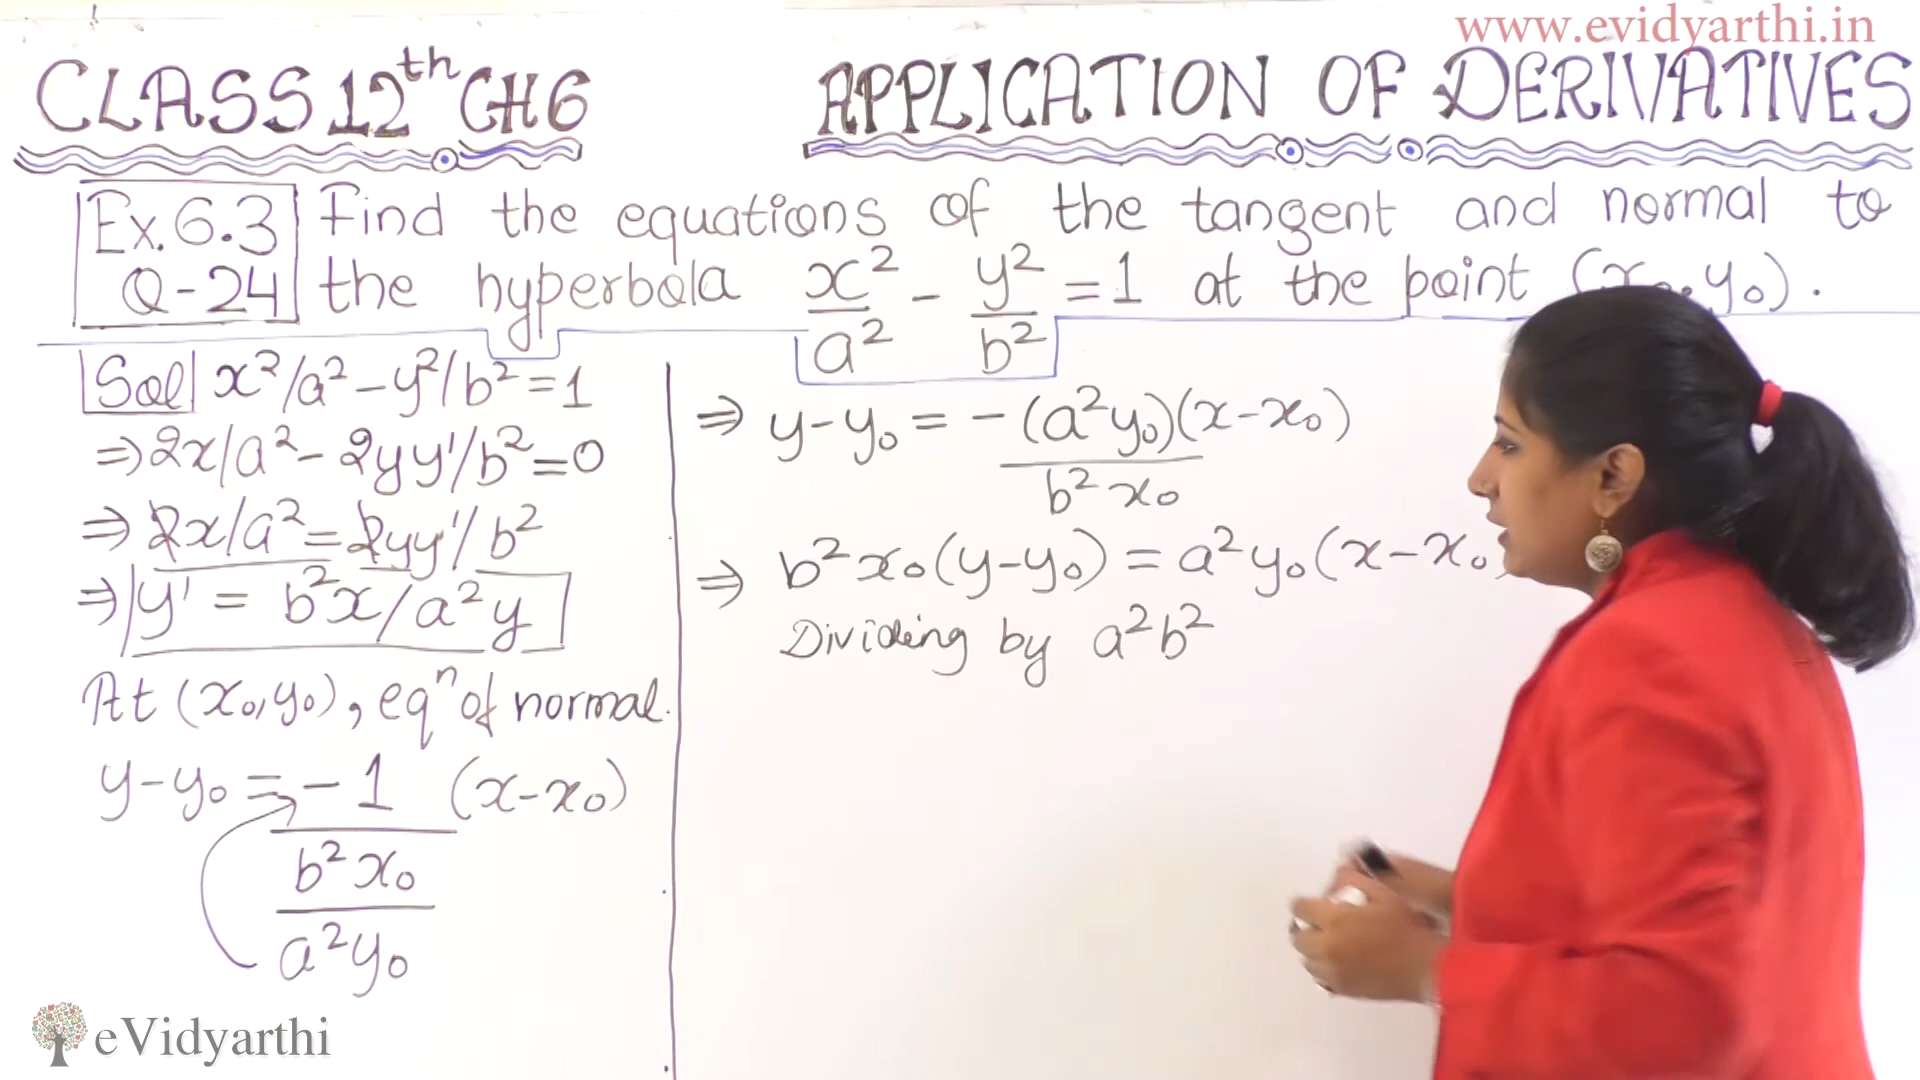 www.evidyarthi.in
CLASS 12th CH6 APPLICATION OF DERIVATIVES
Ex. 6.3 Find the equations of the tangent and normal to
Q-24 the hyperbola x²/a² - y²/b² = 1 at the point (x₀, y₀).
Sol x²/a² - y²/b² = 1
⇒ 2x/a² - 2yy'/b² = 0
⇒ 2x/a² = 2yy'/b²
⇒ y' = b²x/a²y
At (x₀, y₀), eqⁿ of normal.
y-y₀ = -1/(b²x₀/a²y₀) (x-x₀)
⇒ y-y₀ = -(a²y₀)(x-x₀)/b²x₀
⇒ b²x₀(y-y₀) = a²y₀(x-x₀)
Dividing by a²b²
eVidyarthi